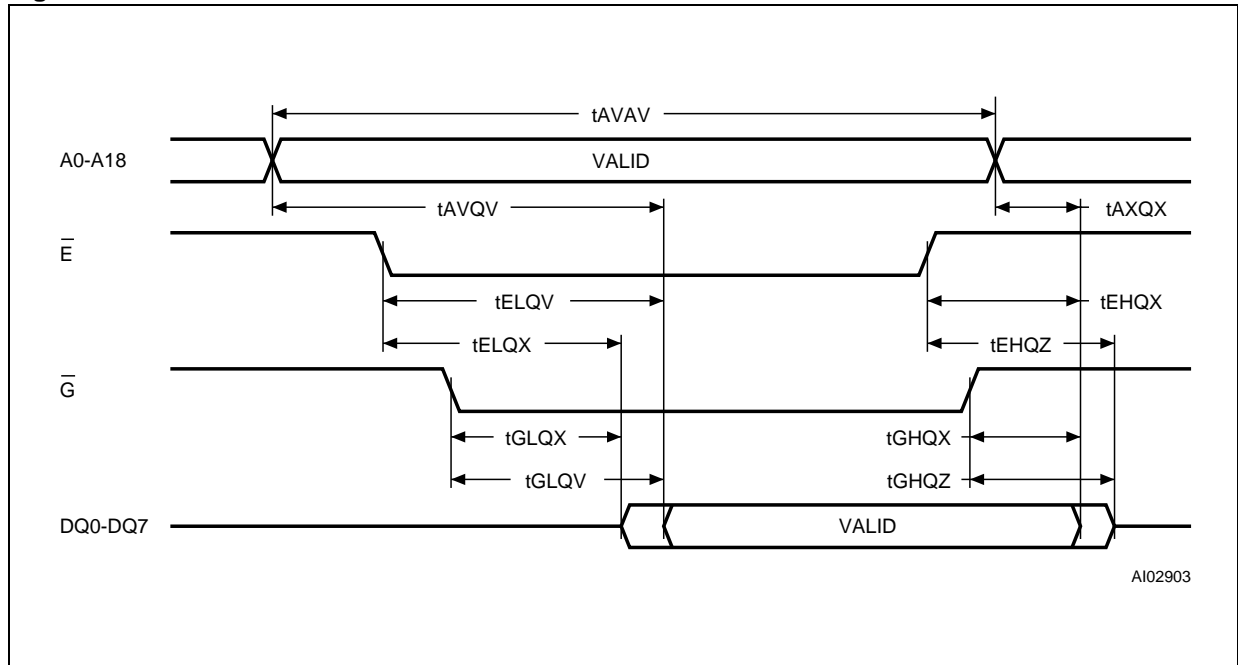 tAVAV
A0-A18 VALID
tAVQV tAXQX
E
tELQV tEHQX
tELQX tEHQZ
G
tGLQX tGHQX
tGLQV tGHQZ
DQ0-DQ7 VALID
AI02903